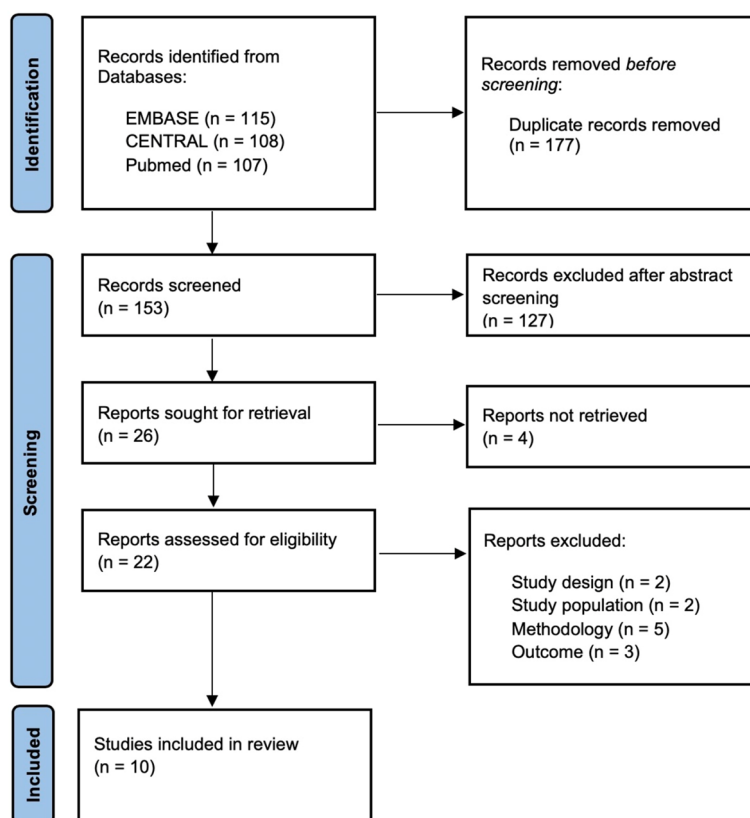 Identification
Records identified from
Databases:
EMBASE (n = 115)
CENTRAL (n = 108)
Pubmed (n = 107)
Records removed before
screening:
Duplicate records removed
(n = 177)
Screening
Records screened
(n = 153)
Records excluded after abstract
screening
(n = 127)
Reports sought for retrieval
(n = 26)
Reports not retrieved
(n = 4)
Reports assessed for eligibility
(n = 22)
Reports excluded:
Study design (n = 2)
Study population (n = 2)
Methodology (n = 5)
Outcome (n = 3)
Included
Studies included in review
(n = 10)